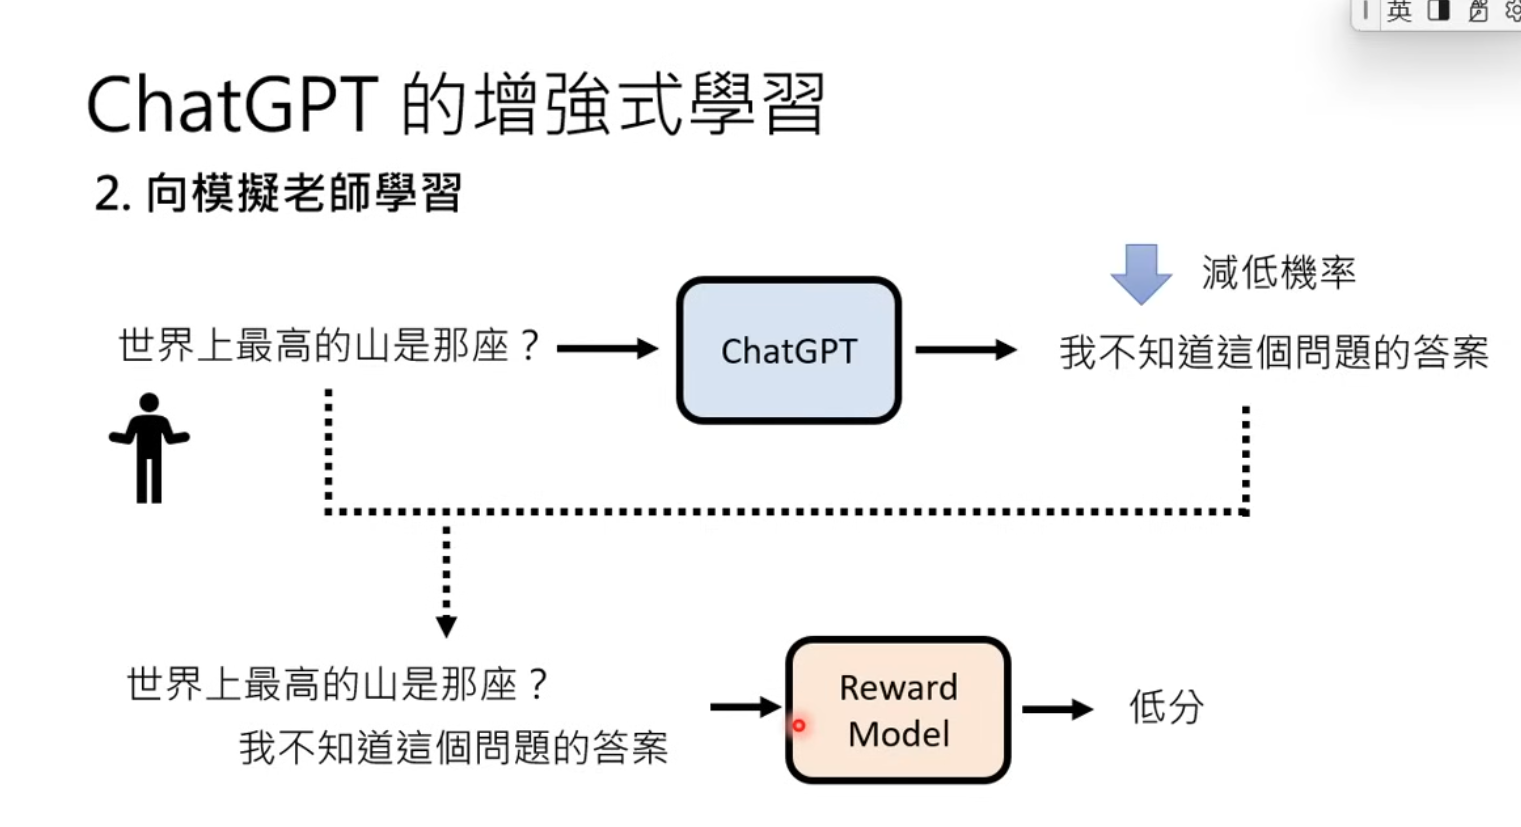 英
ChatGPT 的增強式學習
2. 向模擬老師學習
減低機率
世界上最高的山是那座？
ChatGPT
我不知道這個問題的答案
世界上最高的山是那座？
我不知道這個問題的答案
Reward
Model
低分